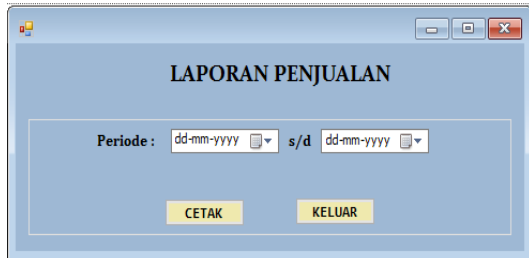 LAPORAN PENJUALAN
Periode : dd-mm-yyyy s/d dd-mm-yyyy
CETAK KELUAR